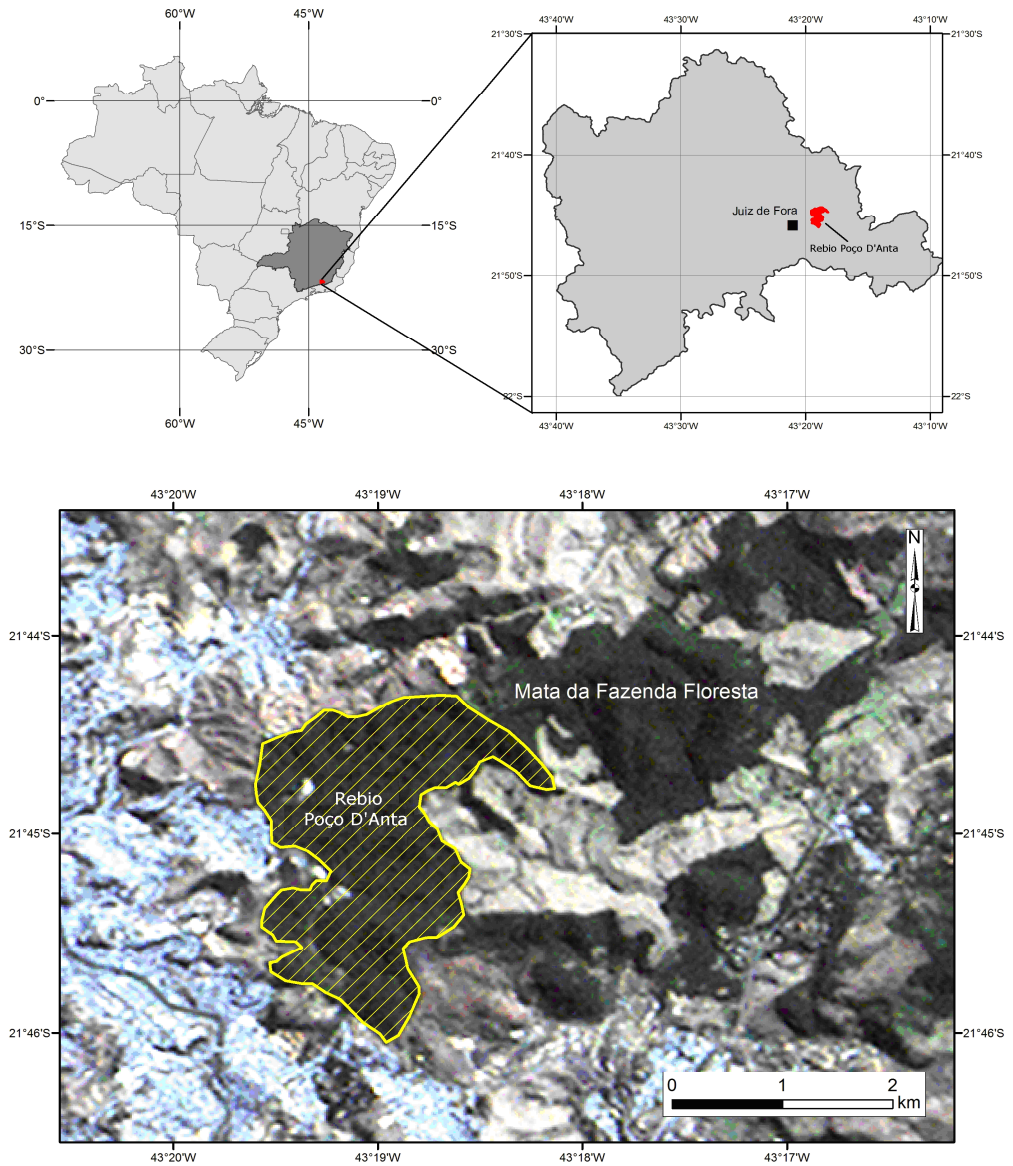 60°W 45°W
0° 0°
15°S 15°S
30°S 30°S
60°W 45°W
43°40'W 43°30'W 43°20'W 43°10'W
21°30'S 21°30'S
21°40'S 21°40'S
Juiz de Fora
Rebio Poço D'Anta
21°50'S 21°50'S
22°S 22°S
43°40'W 43°30'W 43°20'W 43°10'W
43°20'W 43°19'W 43°18'W 43°17'W
N
21°44'S 21°44'S
Mata da Fazenda Floresta
Rebio
Poço D'Anta
21°45'S 21°45'S
21°46'S 21°46'S
0 1 2
km
43°20'W 43°19'W 43°18'W 43°17'W